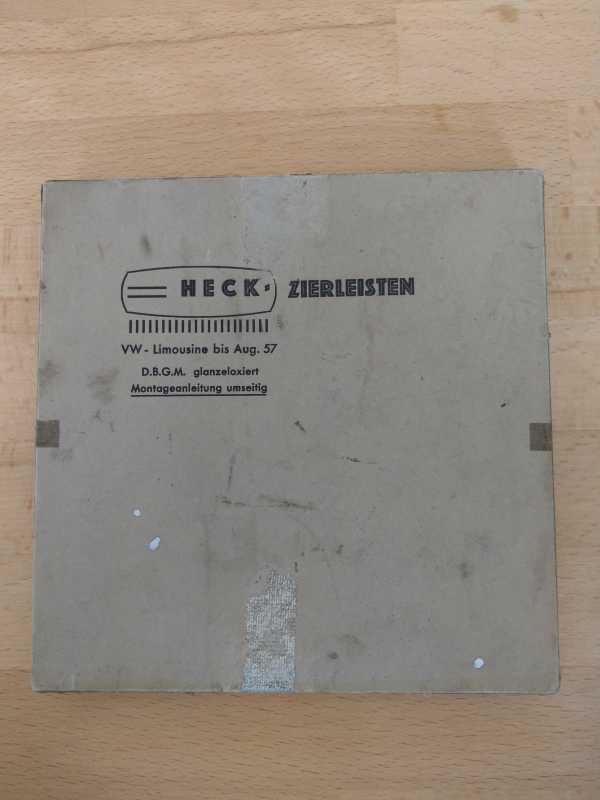 HECK- ZIERLEISTEN
VW - Limousine bis Aug. 57
D.B.G.M. glanzeloxiert
Montageanleitung umseitig